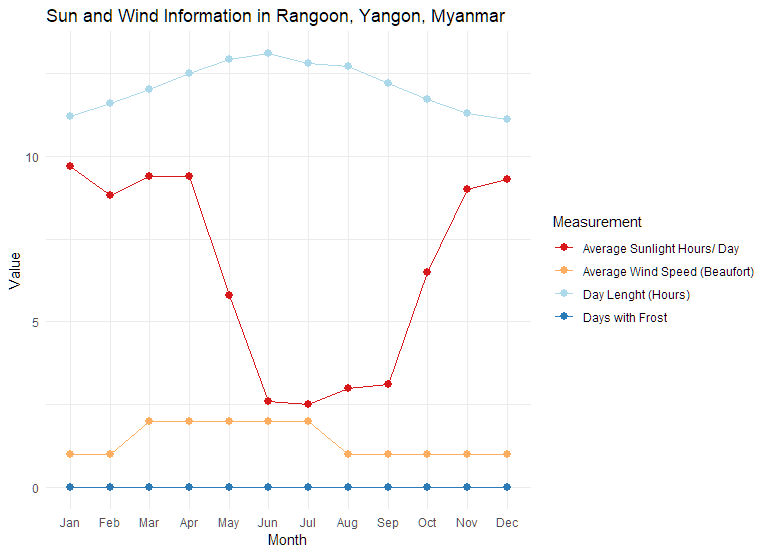 Sun and Wind Information in Rangoon, Yangon, Myanmar
10
5
0
Value
Jan Feb Mar Apr May Jun Jul Aug Sep Oct Nov Dec
Month
Measurement
Average Sunlight Hours/ Day
Average Wind Speed (Beaufort)
Day Lenght (Hours)
Days with Frost